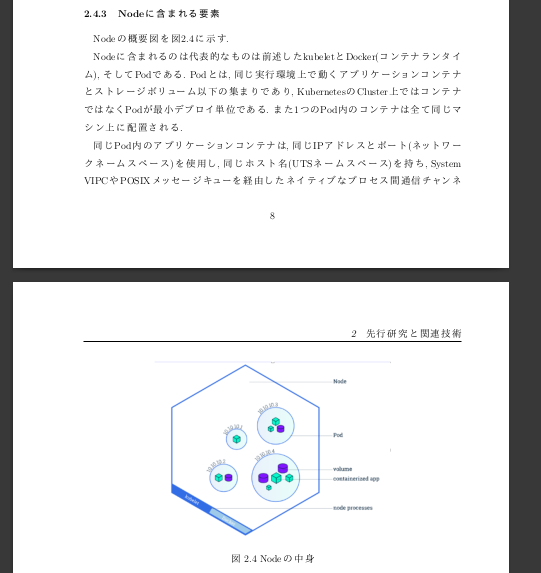 2.4.3 Nodeに含まれる要素
Nodeの概要図を図2.4に示す.
Nodeに含まれるのは代表的なものは前述したkubeletとDocker(コンテナランタイ
ム), そしてPodである. Podとは, 同じ実行環境上で動くアプリケーションコンテナ
とストレージボリューム以下の集まりであり, KubernetesのCluster上ではコンテナ
ではなくPodが最小デプロイ単位である. また1つのPod内のコンテナは全て同じマ
シン上に配置される.
同じPod内のアプリケーションコンテナは, 同じIPアドレスとポート(ネットワー
クネームスペース)を使用し, 同じホスト名(UTSネームスペース)を持ち, System
VIPCやPOSIXメッセージキューを経由したネイティブなプロセス間通信チャンネ
8
2 先行研究と関連技術
Node
10.10.10.3
10.10.10.1
Pod
10.10.10.2
10.10.10.4
volume
containerized app
kubelet
node processes
図 2.4 Nodeの中身